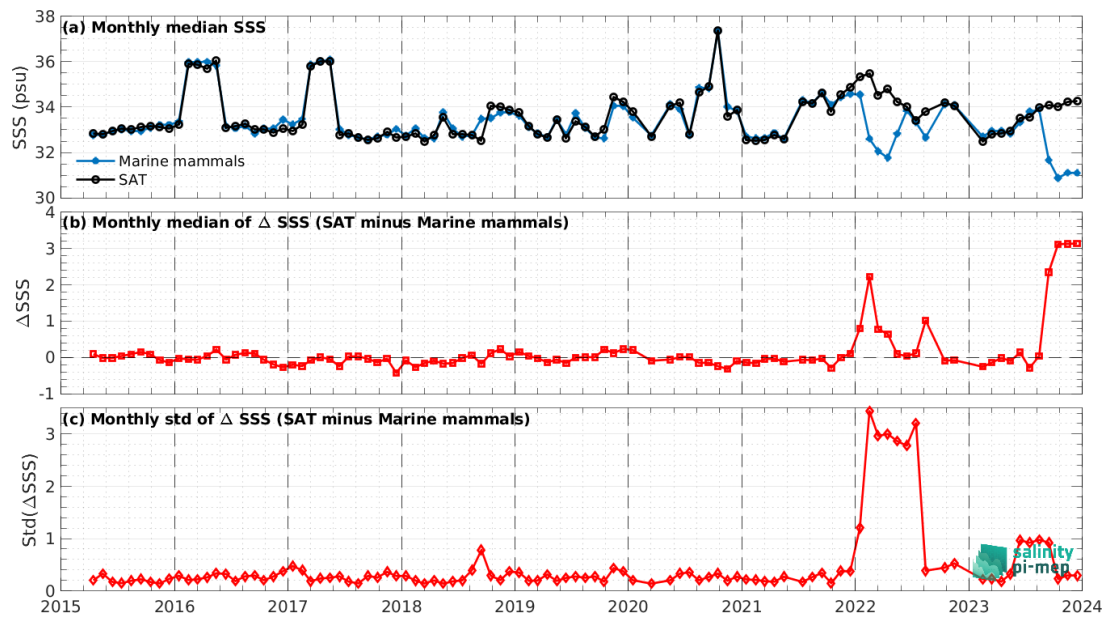 (a) Monthly median SSS
SSS (psu)
38
36
34
32
30
Marine mammals
SAT
(b) Monthly median of Δ SSS (SAT minus Marine mammals)
ΔSSS
4
3
2
1
0
-1
(c) Monthly std of Δ SSS (SAT minus Marine mammals)
Std(ΔSSS)
3
2
1
0
salinity
pi-mep
2015 2016 2017 2018 2019 2020 2021 2022 2023 2024